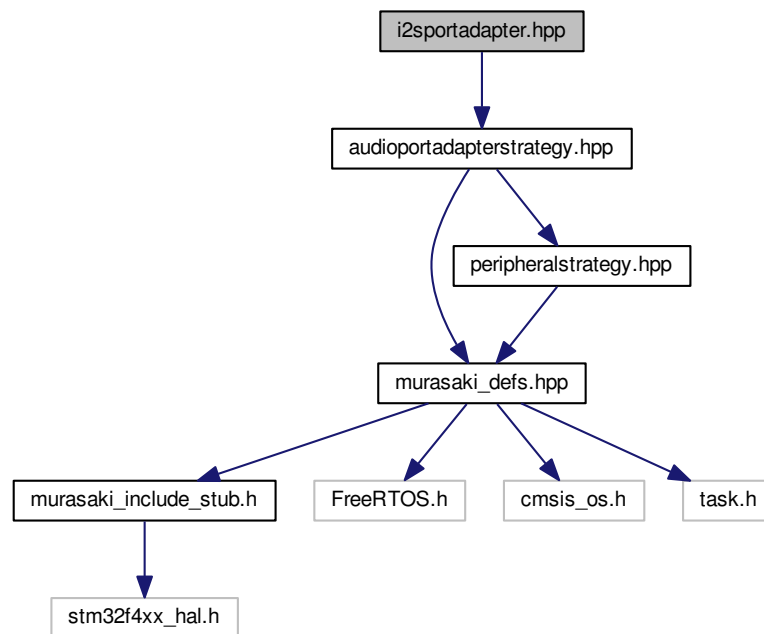 i2sportadapter.hpp
audioportadapterstrategy.hpp
peripheralstrategy.hpp
murasaki_defs.hpp
murasaki_include_stub.h
FreeRTOS.h
cmsis_os.h
task.h
stm32f4xx_hal.h